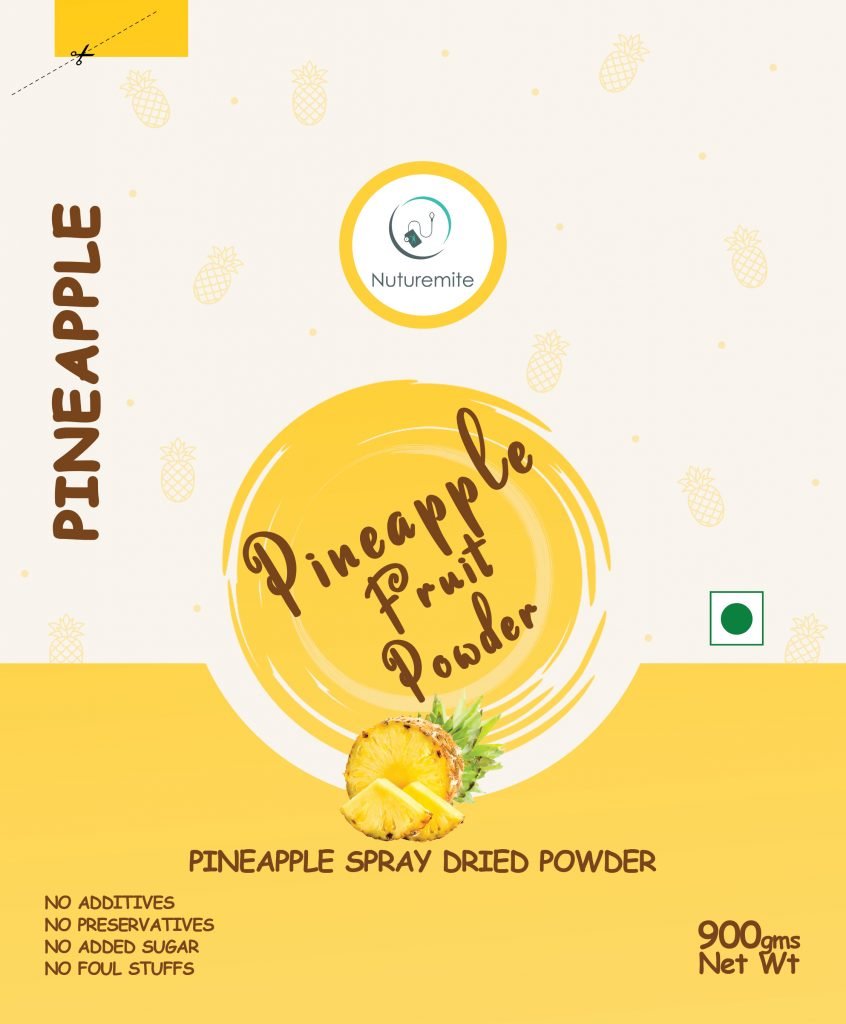 PINEAPPLE
Nuturemite
Pineapple
Fruit
Powder
PINEAPPLE SPRAY DRIED POWDER
NO ADDITIVES
NO PRESERVATIVES
NO ADDED SUGAR
NO FOUL STUFFS
900gms
Net Wt